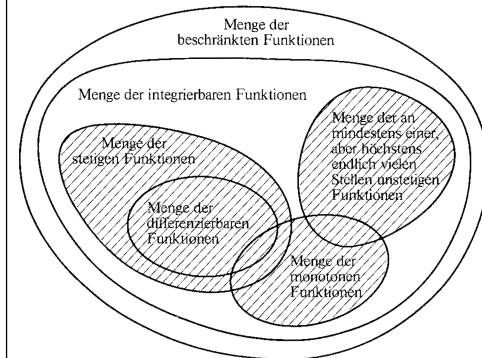 Menge der
beschränkten Funktionen
Menge der integrierbaren Funktionen
Menge der
stetigen Funktionen
Menge der an
mindestens einer,
aber höchstens
endlich vielen
Stellen unstetigen
Funktionen
Menge der
differenzierbaren
Funktionen
Menge der
monotonen
Funktionen